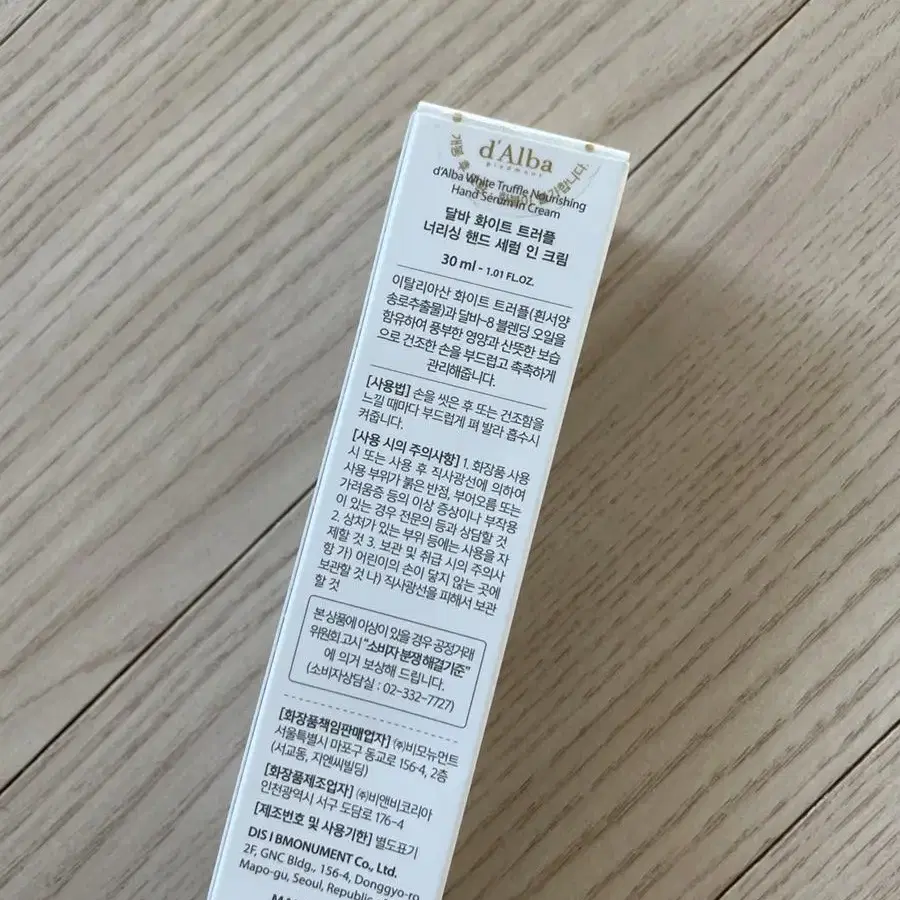 d'Alba
piedmont
d'Alba White Truffle Nourishing
Hand Serum In Cream
달바 화이트 트러플
너리싱 핸드 세럼 인 크림
30 ml - 1.01 FL.OZ.
이탈리아산 화이트 트러플(흰서양
송로추출물)과 달바-8 블렌딩 오일을
함유하여 풍부한 영양과 산뜻한 보습
으로 건조한 손을 부드럽고 촉촉하게
관리해줍니다.
[사용법] 손을 씻은 후 또는 건조함을
느낄 때마다 부드럽게 펴 발라 흡수시
켜줍니다.
[사용 시의 주의사항] 1. 화장품 사용
시 또는 사용 후 직사광선에 의하여
사용 부위가 붉은 반점, 부어오름 또는
가려움증 등의 이상 증상이나 부작용
이 있는 경우 전문의 등과 상담할 것
2. 상처가 있는 부위 등에는 사용을 자
제할 것 3. 보관 및 취급 시의 주의사
항 가) 어린이의 손이 닿지 않는 곳에
보관할 것 나) 직사광선을 피해서 보관
할 것
본 상품에 이상이 있을 경우 공정거래
위원회 고시 "소비자 분쟁 해결기준"
에 의거 보상해 드립니다.
(소비자상담실 : 02-332-7727)
[화장품책임판매업자] ㈜비모뉴먼트
서울특별시 마포구 동교로 156-4, 2층
(서교동, 지엔씨빌딩)
[화장품제조업자] ㈜비앤비코리아
인천광역시 서구 도담로 176-4
[제조번호 및 사용기한] 별도표기
DIS I BMONUMENT Co., Ltd.
2F, GNC Bldg., 156-4, Donggyo-ro,
Mapo-gu, Seoul, Republic